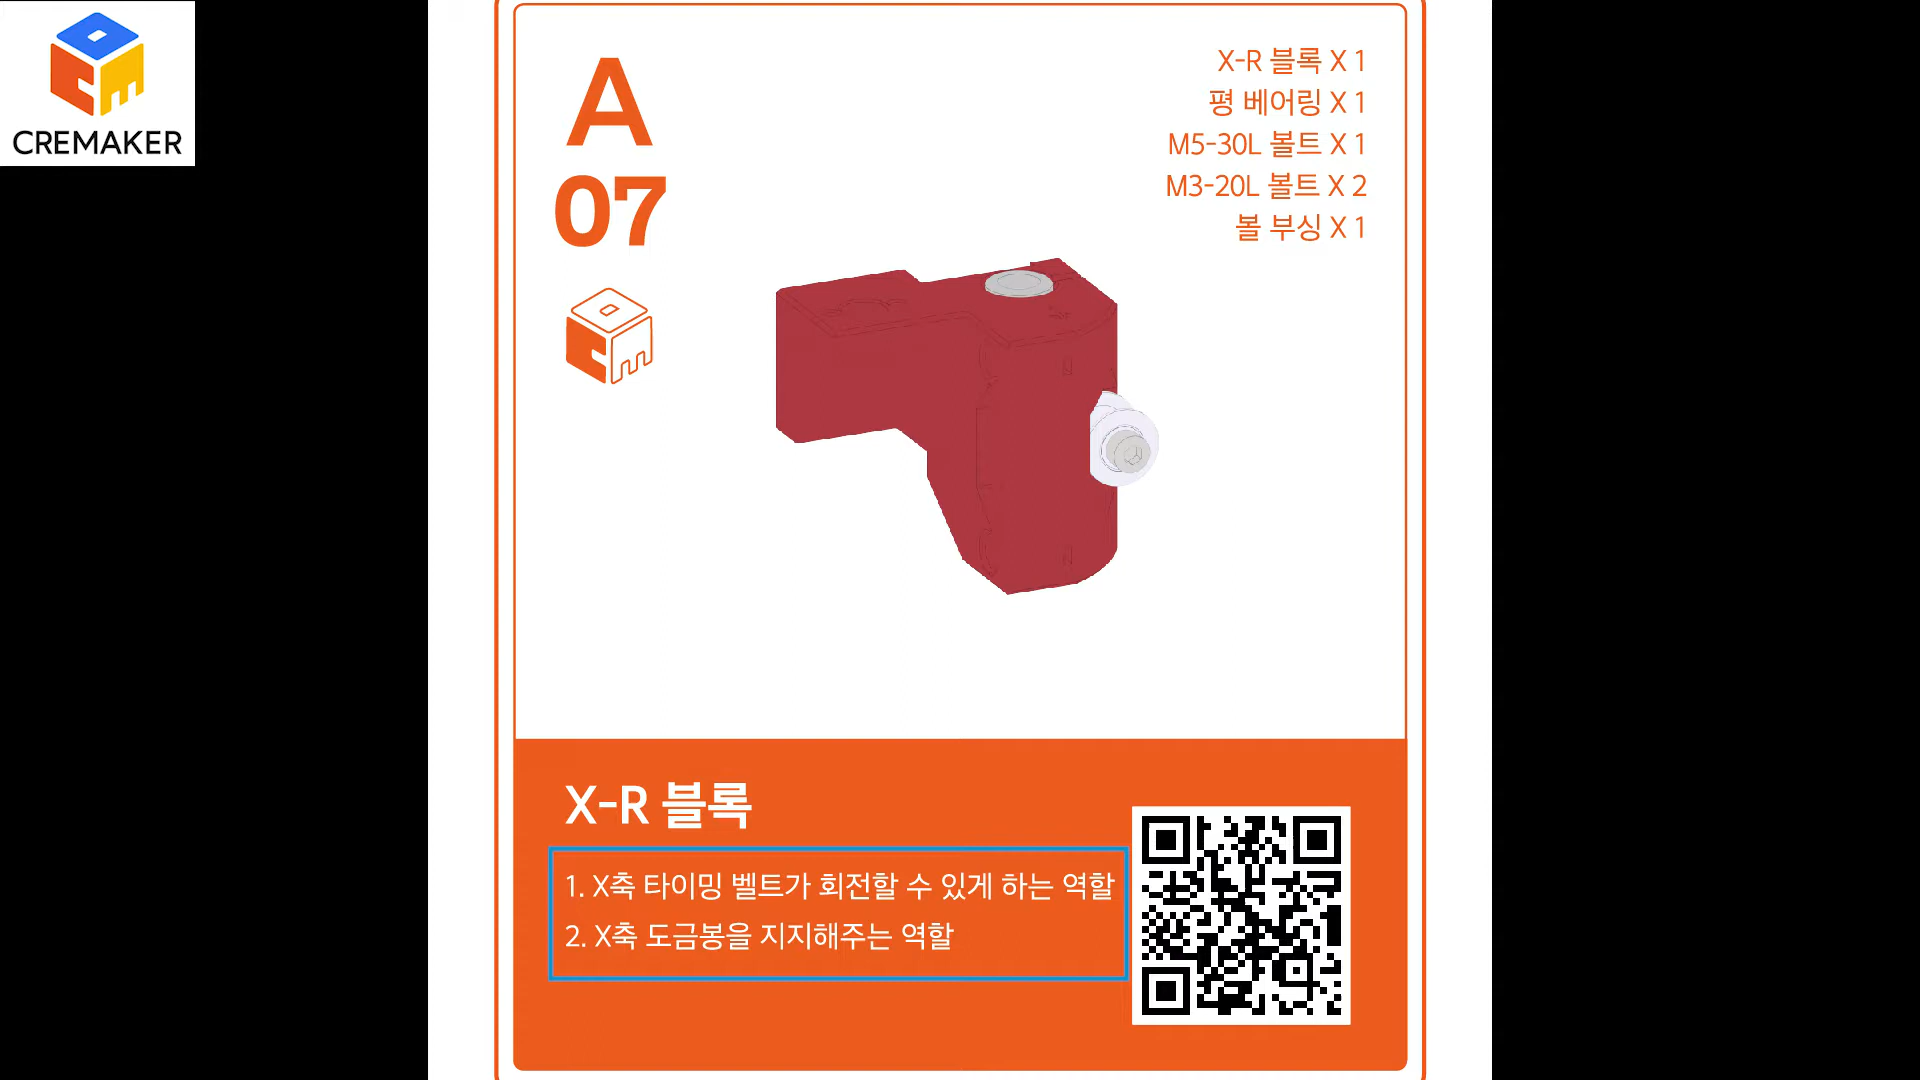 CREMAKER
A
07
X-R 블록 X 1
평 베어링 X 1
M5-30L 볼트 X 1
M3-20L 볼트 X 2
볼 부싱 X 1
X-R 블록
1. X축 타이밍 벨트가 회전할 수 있게 하는 역할
2. X축 도금봉을 지지해주는 역할